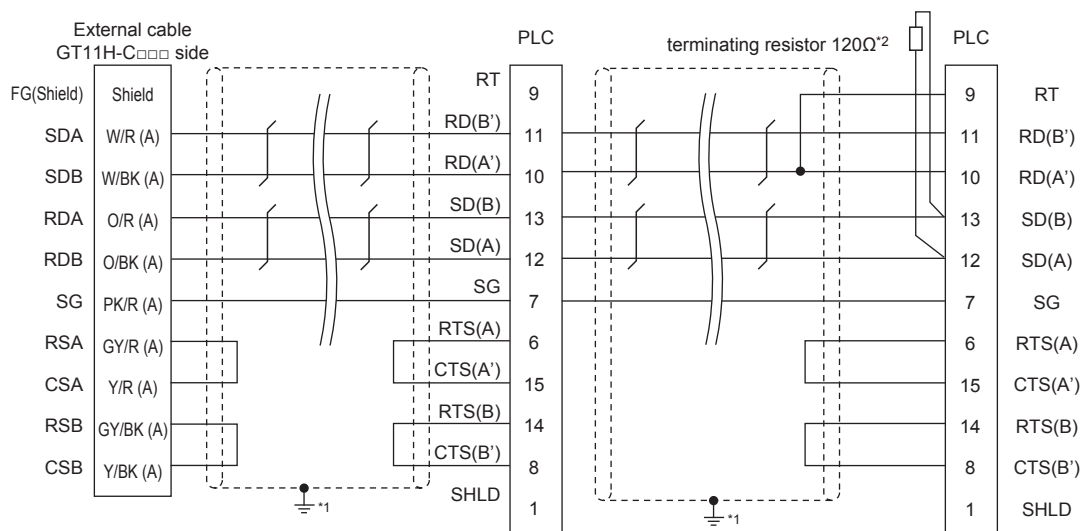 External cable
GT11H-C□□□ side
PLC
terminating resistor 120Ω*2
PLC
FG(Shield) Shield RT 9 9 RT
SDA W/R (A) RD(B') 11 11 RD(B')
SDB W/BK (A) RD(A') 10 10 RD(A')
RDA O/R (A) SD(B) 13 13 SD(B)
RDB O/BK (A) SD(A) 12 12 SD(A)
SG PK/R (A) SG 7 7 SG
RSA GY/R (A) RTS(A) 6 6 RTS(A)
CSA Y/R (A) CTS(A') 15 15 CTS(A')
RSB GY/BK (A) RTS(B) 14 14 RTS(B)
CSB Y/BK (A) CTS(B') 8 8 CTS(B')
*1 SHLD 1 *1 1 SHLD